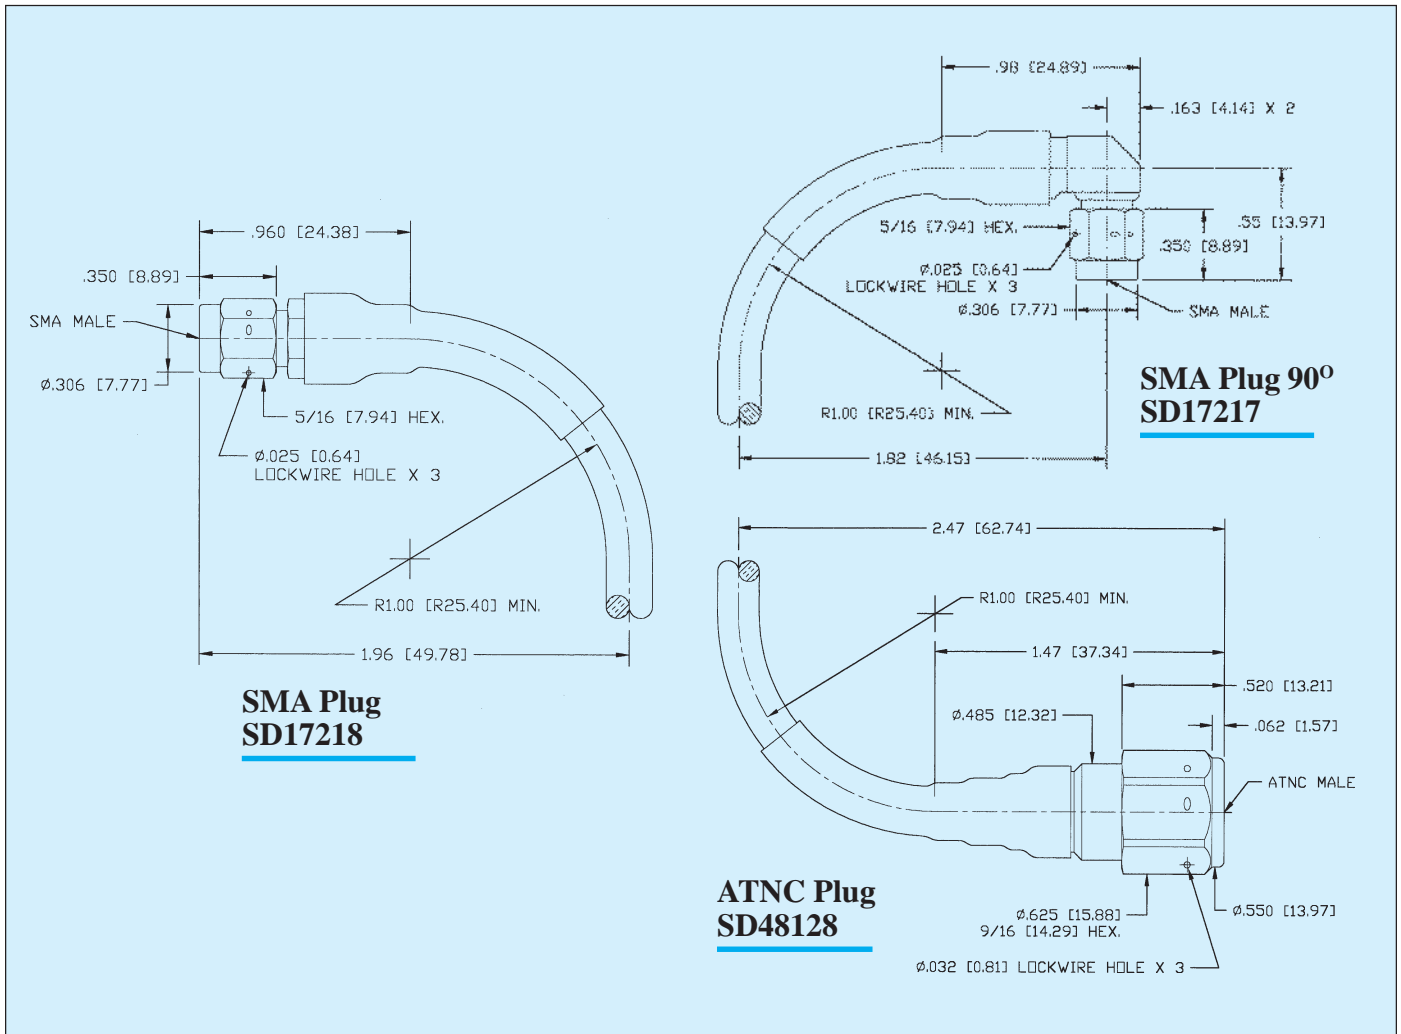 .960 [24.38]
.350 [8.89]
SMA MALE
Ø.306 [7.77]
5/16 [7.94] HEX.
Ø.025 [0.64]
LOCKWIRE HOLE X 3
R1.00 [R25.40] MIN.
1.96 [49.78]
SMA Plug
SD17218
.98 [24.89]
.163 [4.14] X 2
5/16 [7.94] HEX.
.55 [13.97]
.350 [8.89]
Ø.025 [0.64]
LOCKWIRE HOLE X 3
Ø.306 [7.77]
SMA MALE
R1.00 [R25.40] MIN.
1.82 [46.15]
SMA Plug 90O
SD17217
2.47 [62.74]
R1.00 [R25.40] MIN.
1.47 [37.34]
.520 [13.21]
Ø.485 [12.32]
.062 [1.57]
ATNC MALE
Ø.625 [15.88]
9/16 [14.29] HEX.
Ø.550 [13.97]
Ø.032 [0.81] LOCKWIRE HOLE X 3
ATNC Plug
SD48128